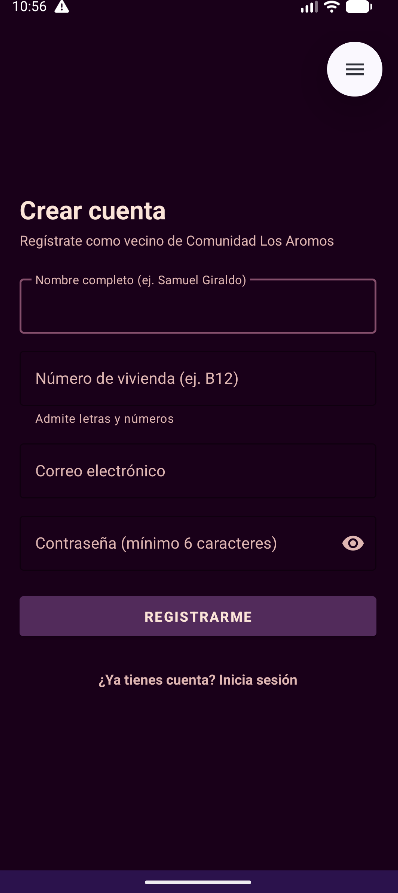 10:56
Crear cuenta
Regístrate como vecino de Comunidad Los Aromos
Nombre completo (ej. Samuel Giraldo)
Número de vivienda (ej. B12)
Admite letras y números
Correo electrónico
Contraseña (mínimo 6 caracteres)
REGISTRARME
¿Ya tienes cuenta? Inicia sesión